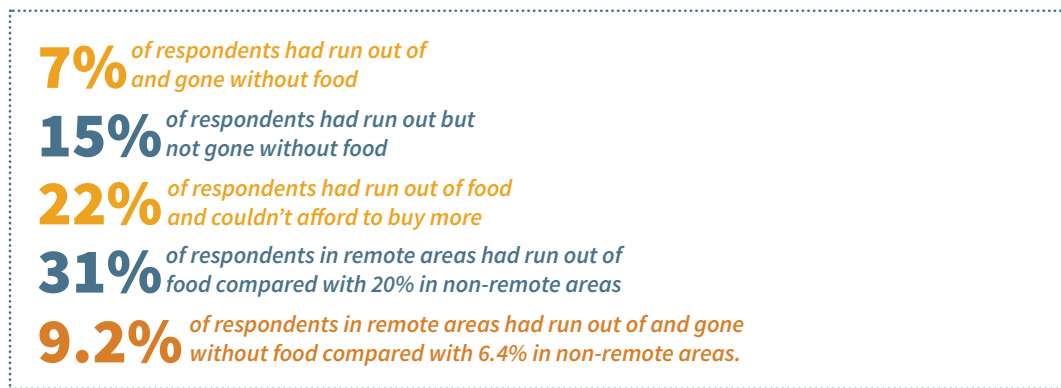 7% of respondents had run out of
and gone without food
15% of respondents had run out but
not gone without food
22% of respondents had run out of food
and couldn’t afford to buy more
31% of respondents in remote areas had run out of
food compared with 20% in non-remote areas
9.2% of respondents in remote areas had run out of and gone
without food compared with 6.4% in non-remote areas.